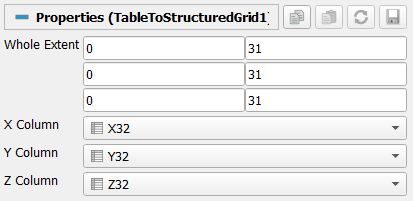 Properties (TableToStructuredGrid1)
Whole Extent 0 31
0 31
0 31
X Column X32
Y Column Y32
Z Column Z32